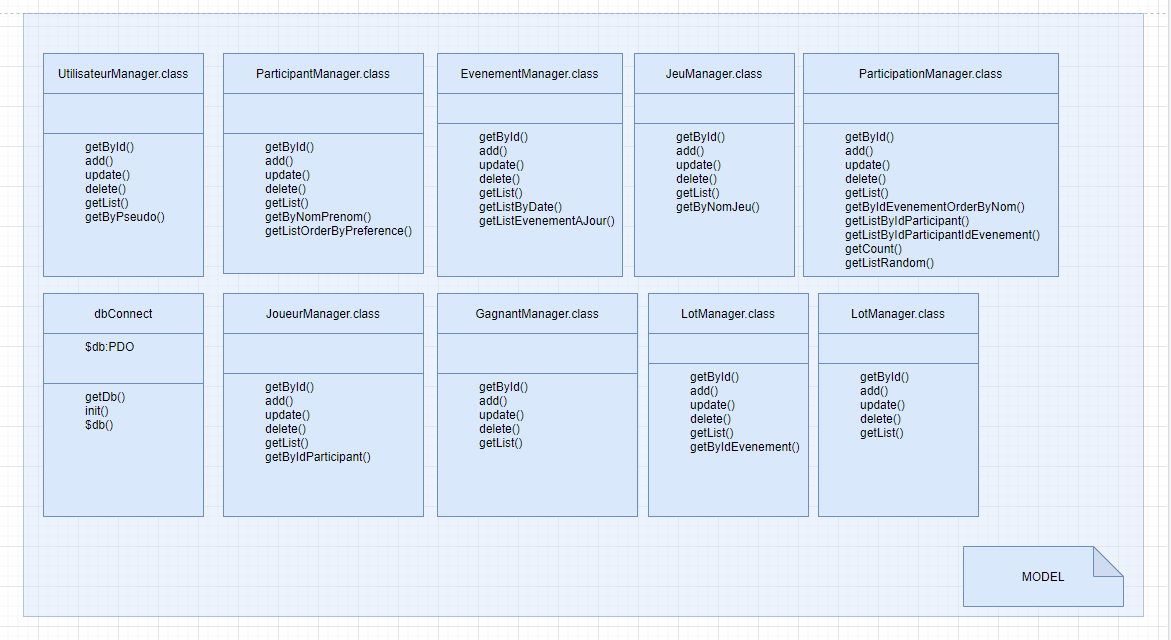 UtilisateurManager.class
getById()
add()
update()
delete()
getList()
getByPseudo()
ParticipantManager.class
getById()
add()
update()
delete()
getList()
getByNomPrenom()
getListOrderByPreference()
EvenementManager.class
getById()
add()
update()
delete()
getList()
getListByDate()
getListEvenementAJour()
JeuManager.class
getById()
add()
update()
delete()
getList()
getByNomJeu()
ParticipationManager.class
getById()
add()
update()
delete()
getList()
getByIdEvenementOrderByNom()
getListByIdParticipant()
getListByIdParticipantIdEvenement()
getCount()
getListRandom()
dbConnect
$db:PDO
getDb()
init()
$db()
JoueurManager.class
getById()
add()
update()
delete()
getList()
getByIdParticipant()
GagnantManager.class
getById()
add()
update()
delete()
getList()
LotManager.class
getById()
add()
update()
delete()
getList()
getByIdEvenement()
LotManager.class
getById()
add()
update()
delete()
getList()
MODEL